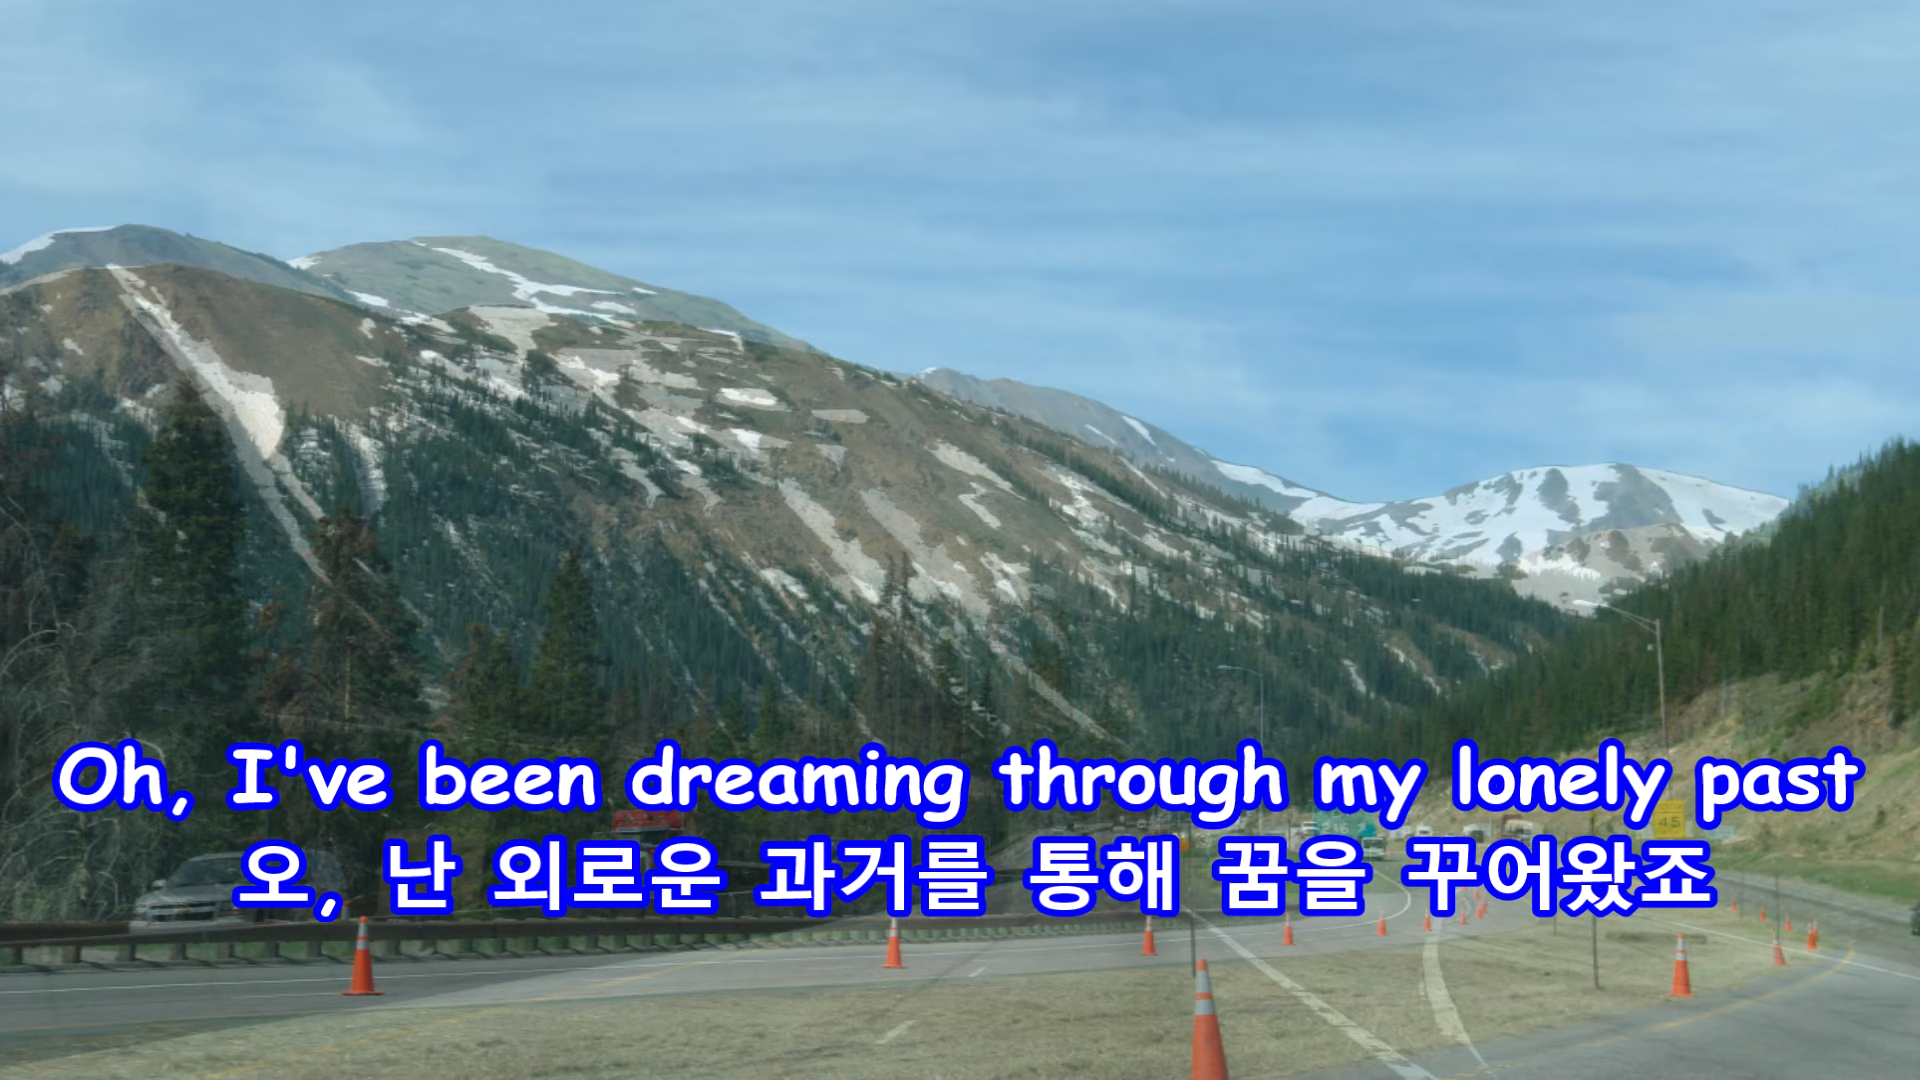 Oh, I've been dreaming through my lonely past
오, 난 외로운 과거를 통해 꿈을 꾸어왔죠
45